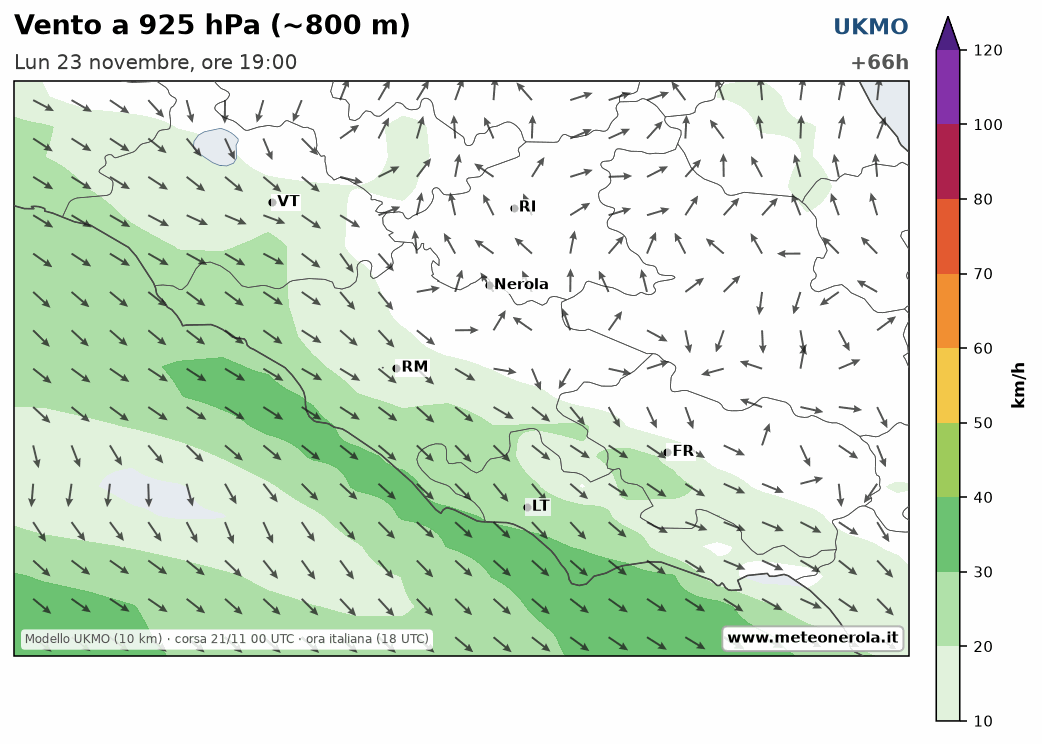 Vento a 925 hPa (~800 m)
UKMO
Lun 23 novembre, ore 19:00
+66h
VT
RI
Nerola
RM
FR
LT
120
100
80
70
60
50
40
30
20
10
km/h
Modello UKMO (10 km) · corsa 21/11 00 UTC · ora italiana (18 UTC)
www.meteonerola.it